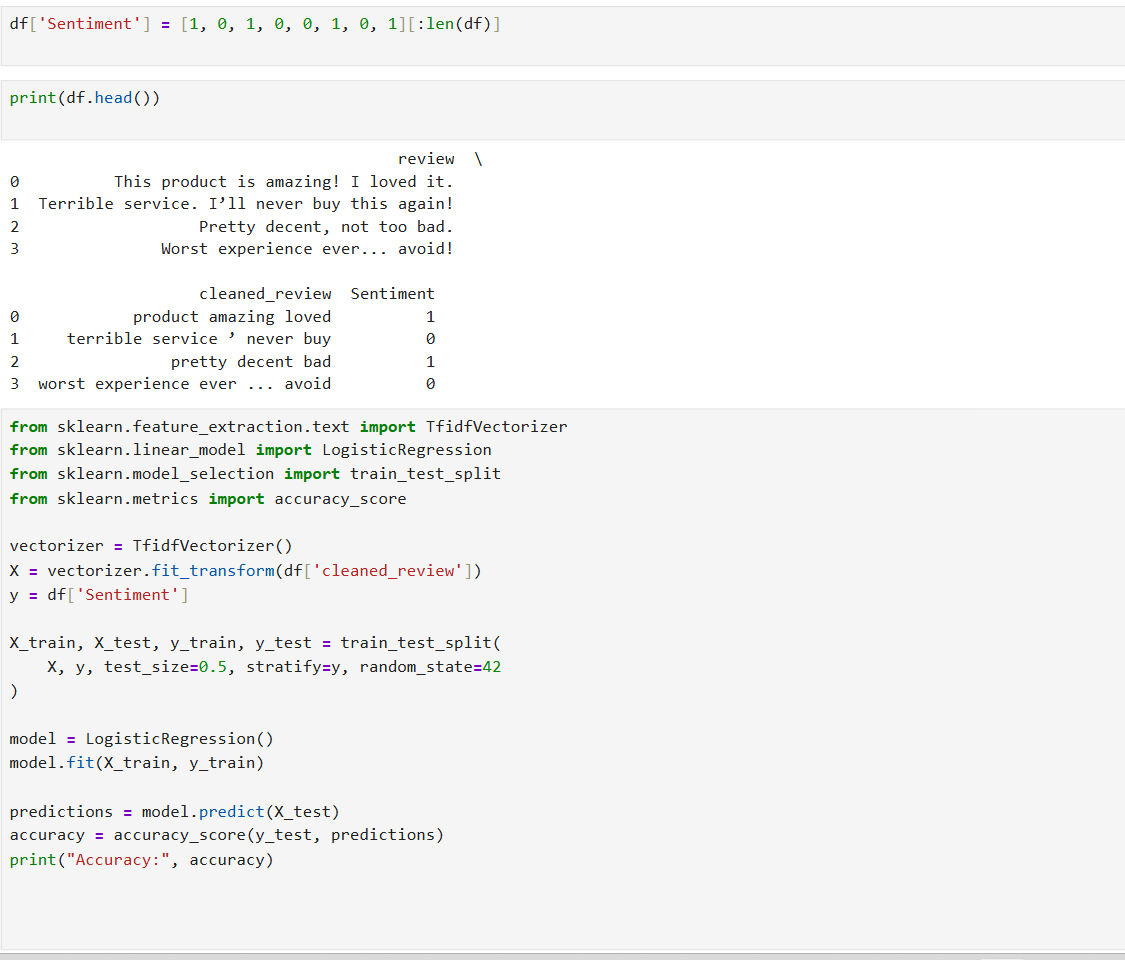 df['Sentiment'] = [1, 0, 1, 0, 0, 1, 0, 1][:len(df)]
print(df.head())
                                         review  \
0          This product is amazing! I loved it.
1  Terrible service. I’ll never buy this again!
2                   Pretty decent, not too bad.
3               Worst experience ever... avoid!
                    cleaned_review  Sentiment
0            product amazing loved          1
1     terrible service ’ never buy          0
2                pretty decent bad          1
3  worst experience ever ... avoid          0
from sklearn.feature_extraction.text import TfidfVectorizer
from sklearn.linear_model import LogisticRegression
from sklearn.model_selection import train_test_split
from sklearn.metrics import accuracy_score
vectorizer = TfidfVectorizer()
X = vectorizer.fit_transform(df['cleaned_review'])
y = df['Sentiment']
X_train, X_test, y_train, y_test = train_test_split(
    X, y, test_size=0.5, stratify=y, random_state=42
)
model = LogisticRegression()
model.fit(X_train, y_train)
predictions = model.predict(X_test)
accuracy = accuracy_score(y_test, predictions)
print("Accuracy:", accuracy)